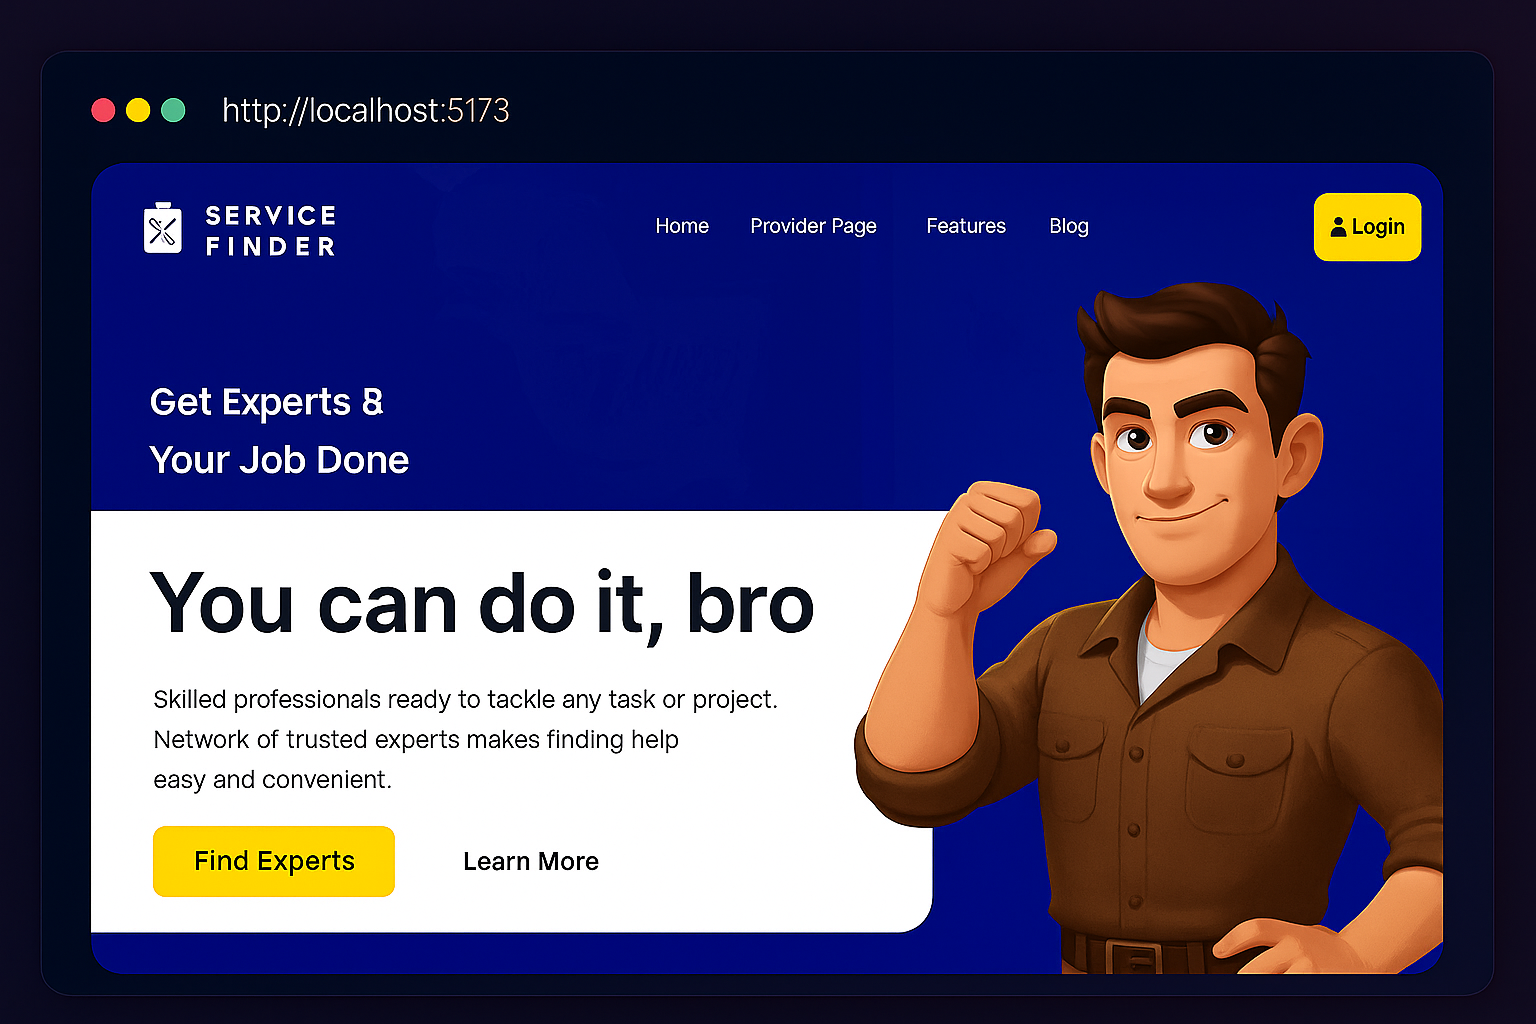 http://localhost:5173
SERVICE
FINDER
Home Provider Page Features Blog
Login
Get Experts &
Your Job Done
You can do it, bro
Skilled professionals ready to tackle any task or project.
Network of trusted experts makes finding help
easy and convenient.
Find Experts Learn More